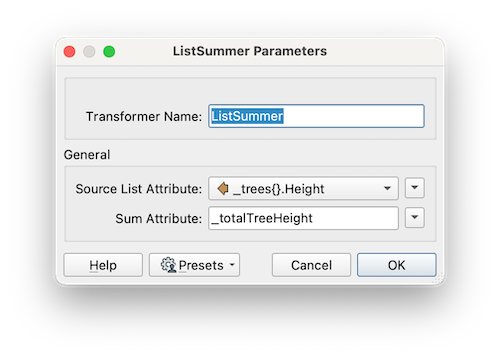 ListSummer Parameters
Transformer Name: ListSummer
General
Source List Attribute: _trees{}.Height
Sum Attribute: _totalTreeHeight
Help Presets Cancel OK